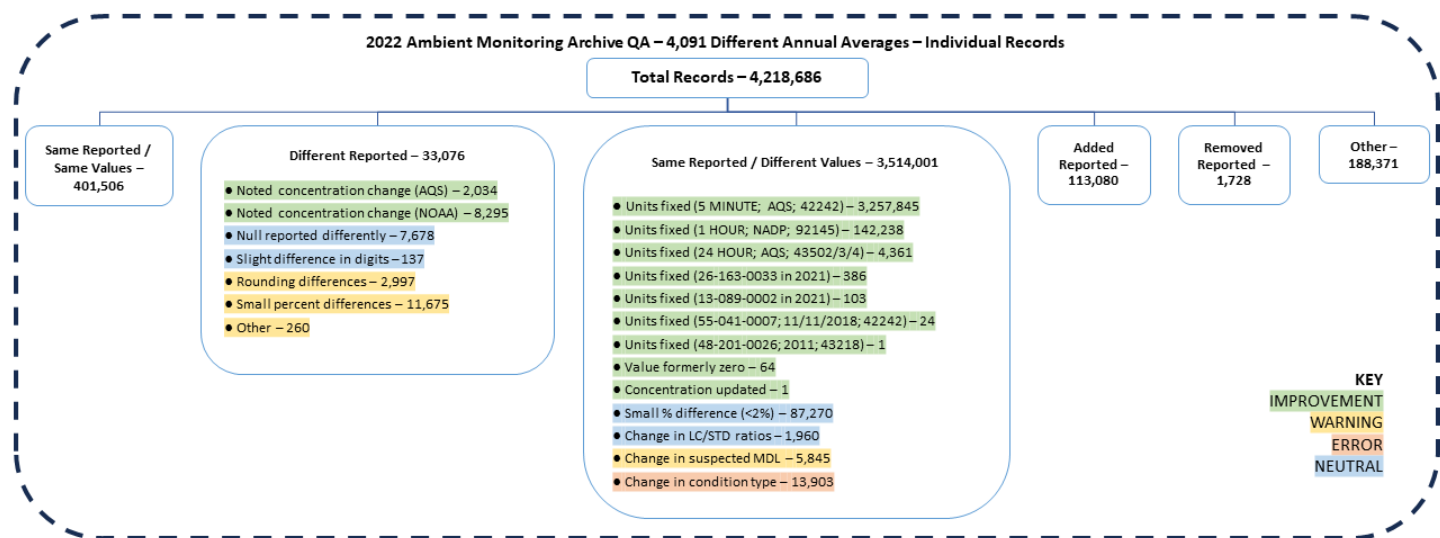 2022 Ambient Monitoring Archive QA – 4,091 Different Annual Averages – Individual Records
Total Records – 4,218,686
Same Reported /
Same Values –
401,506
Different Reported – 33,076
● Noted concentration change (AQS) – 2,034
● Noted concentration change (NOAA) – 8,295
● Null reported differently – 7,678
● Slight difference in digits – 137
● Rounding differences – 2,997
● Small percent differences – 11,675
● Other – 260
Same Reported / Different Values – 3,514,001
● Units fixed (5 MINUTE; AQS; 42242) – 3,257,845
● Units fixed (1 HOUR; NADP; 92145) – 142,238
● Units fixed (24 HOUR; AQS; 43502/3/4) – 4,361
● Units fixed (26-163-0033 in 2021) – 386
● Units fixed (13-089-0002 in 2021) – 103
● Units fixed (55-041-0007; 11/11/2018; 42242) – 24
● Units fixed (48-201-0026; 2011; 43218) – 1
● Value formerly zero – 64
● Concentration updated – 1
● Small % difference (<2%) – 87,270
● Change in LC/STD ratios – 1,960
● Change in suspected MDL – 5,845
● Change in condition type – 13,903
Added
Reported –
113,080
Removed
Reported –
1,728
Other –
188,371
KEY
IMPROVEMENT
WARNING
ERROR
NEUTRAL